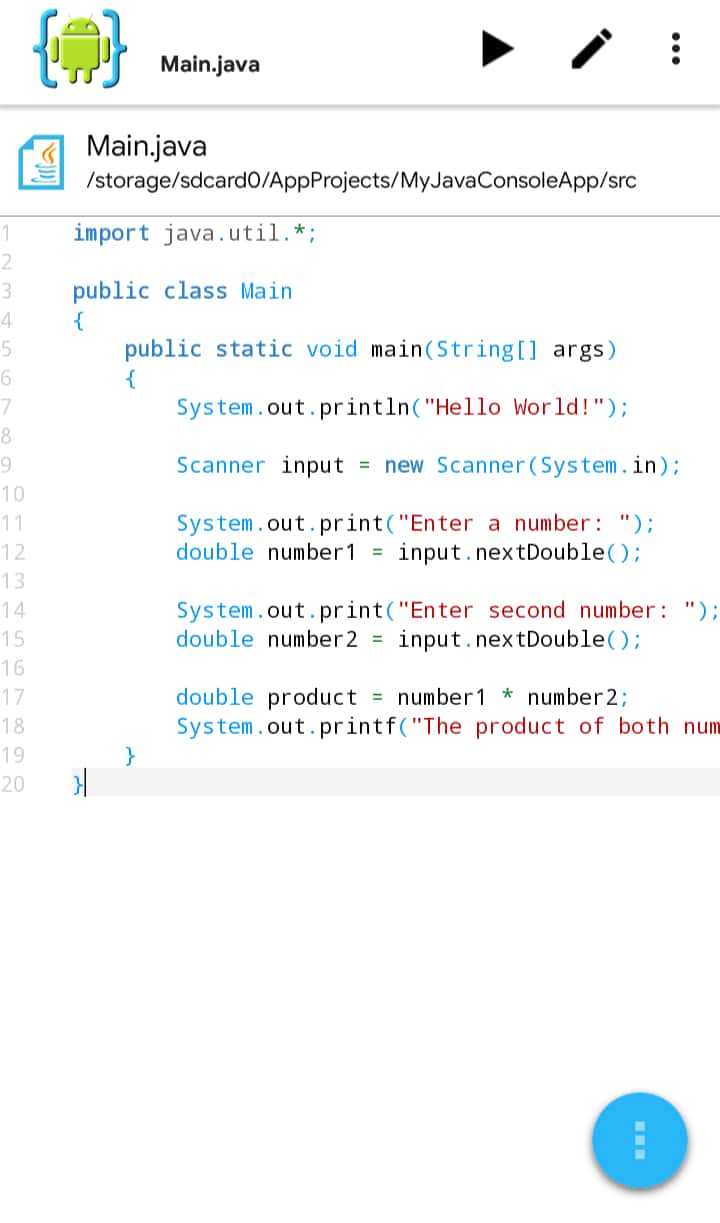 Main.java
Main.java
/storage/sdcard0/AppProjects/MyJavaConsoleApp/src
1 import java.util.*;
2
3 public class Main
4 {
5 public static void main(String[] args)
6 {
7 System.out.println("Hello World!");
8
9 Scanner input = new Scanner(System.in);
10
11 System.out.print("Enter a number: ");
12 double number1 = input.nextDouble();
13
14 System.out.print("Enter second number: ");
15 double number2 = input.nextDouble();
16
17 double product = number1 * number2;
18 System.out.printf("The product of both num
19 }
20 }